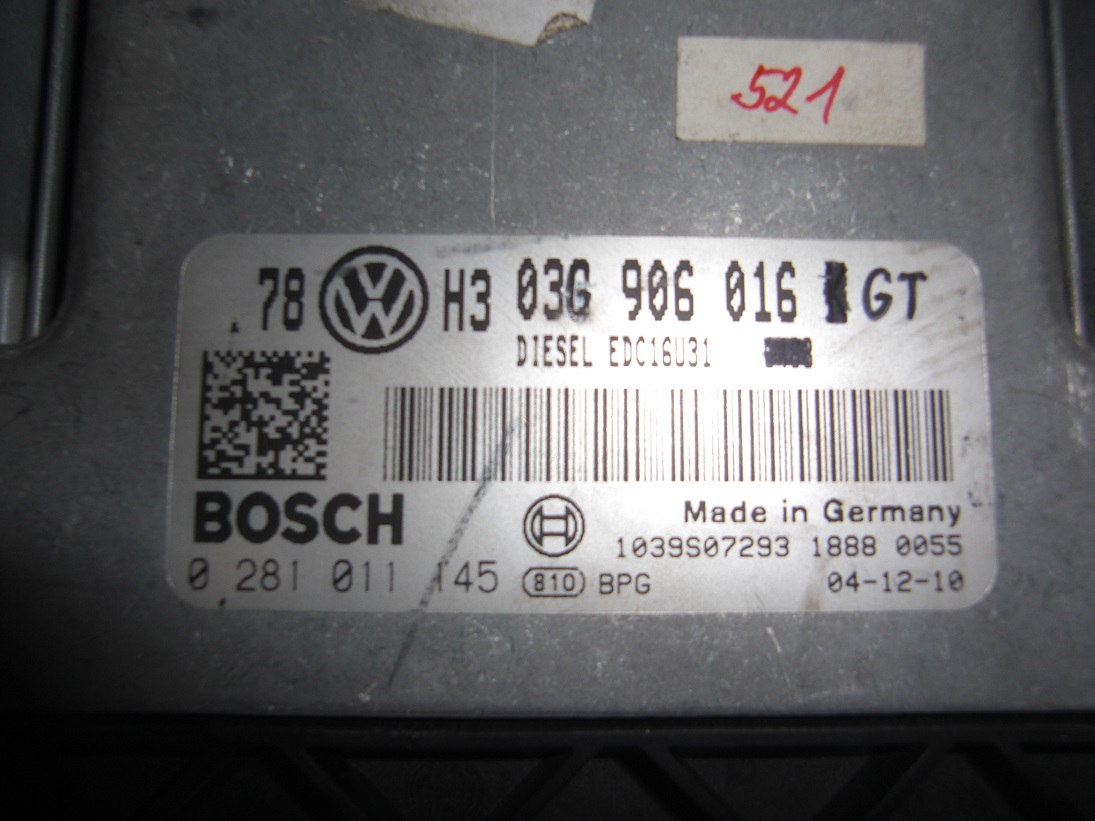 521
78 H3 03G 906 016 GT
DIESEL EDC16U31
BOSCH
Made in Germany
1039S07293 1888 0055
0 281 011 145 810 BPG 04-12-10